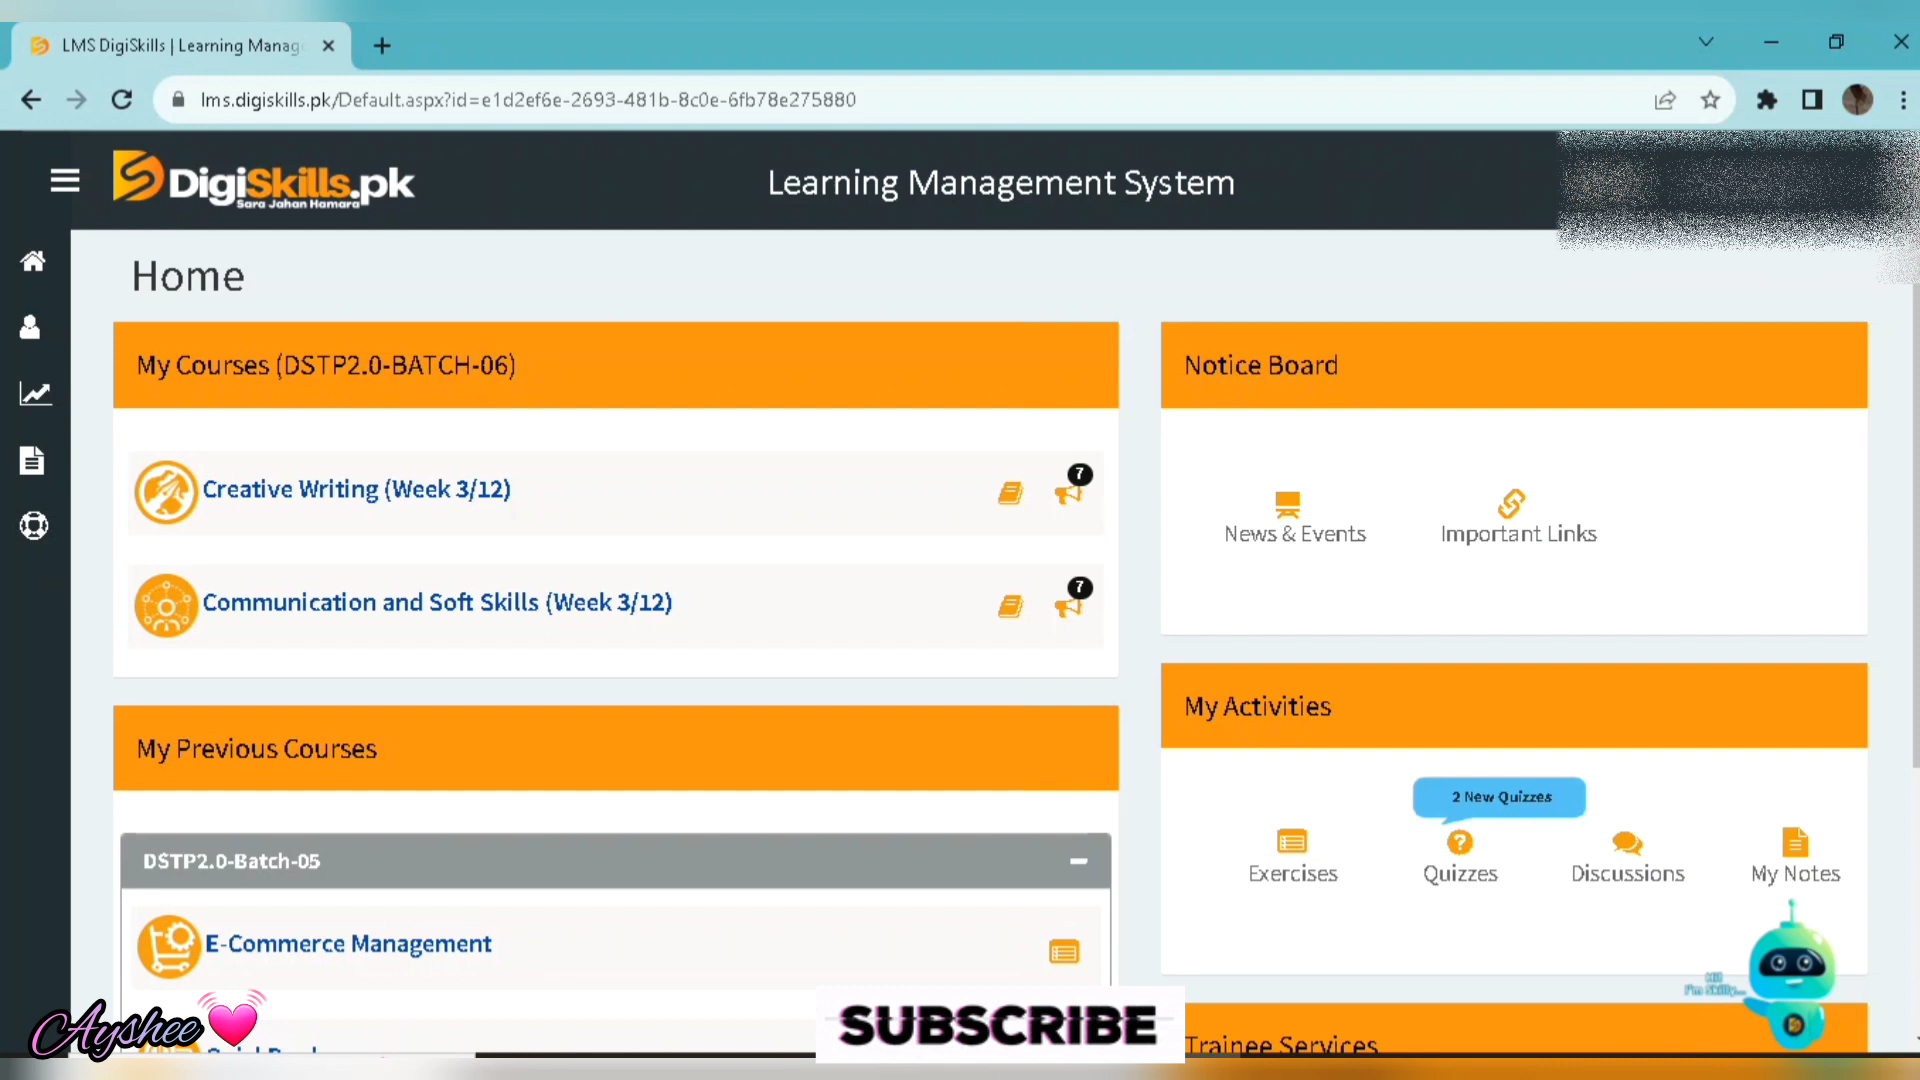 LMS DigiSkills | Learning Manag
lms.digiskills.pk/Default.aspx?id=e1d2ef6e-2693-481b-8c0e-6fb78e275880
DigiSkills.pk
Sara Jahan Hamara
Learning Management System
Home
My Courses (DSTP2.0-BATCH-06)
Creative Writing (Week 3/12)
7
Communication and Soft Skills (Week 3/12)
7
My Previous Courses
DSTP2.0-Batch-05
E-Commerce Management
Notice Board
News & Events
Important Links
My Activities
2 New Quizzes
Exercises
Quizzes
Discussions
My Notes
Hi!
I'm Skilly...
Trainee Services
Ayshee
SUBSCRIBE